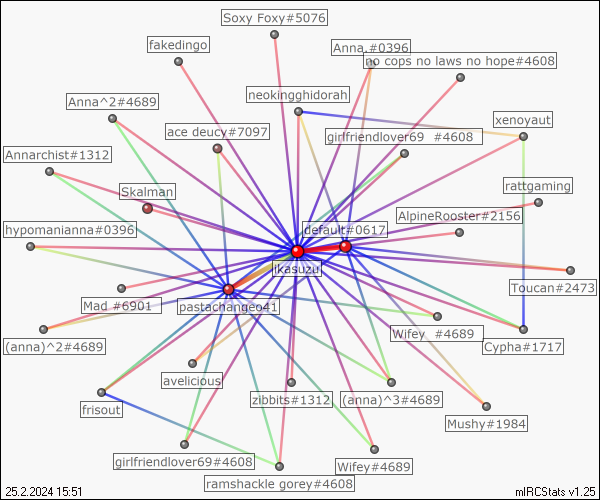 Soxy Foxy#5076
fakedingo
Anna.#0396
no cops no laws no hope#4608
neokingghidorah
Anna^2#4689
xenoyaut
ace deucy#7097
girlfriendlover69 #4608
Annarchist#1312
Skalman
rattgaming
AlpineRooster#2156
hypomanianna#0396
default#0617
ikasuzu
Toucan#2473
Mad #6901
pastachangeo41
Wifey #4689
(anna)^2#4689
Cypha#1717
avelicious
zibbits#1312
(anna)^3#4689
frisout
Mushy#1984
girlfriendlover69#4608
Wifey#4689
ramshackle gorey#4608
25.2.2024 15:51
mIRCStats v1.25